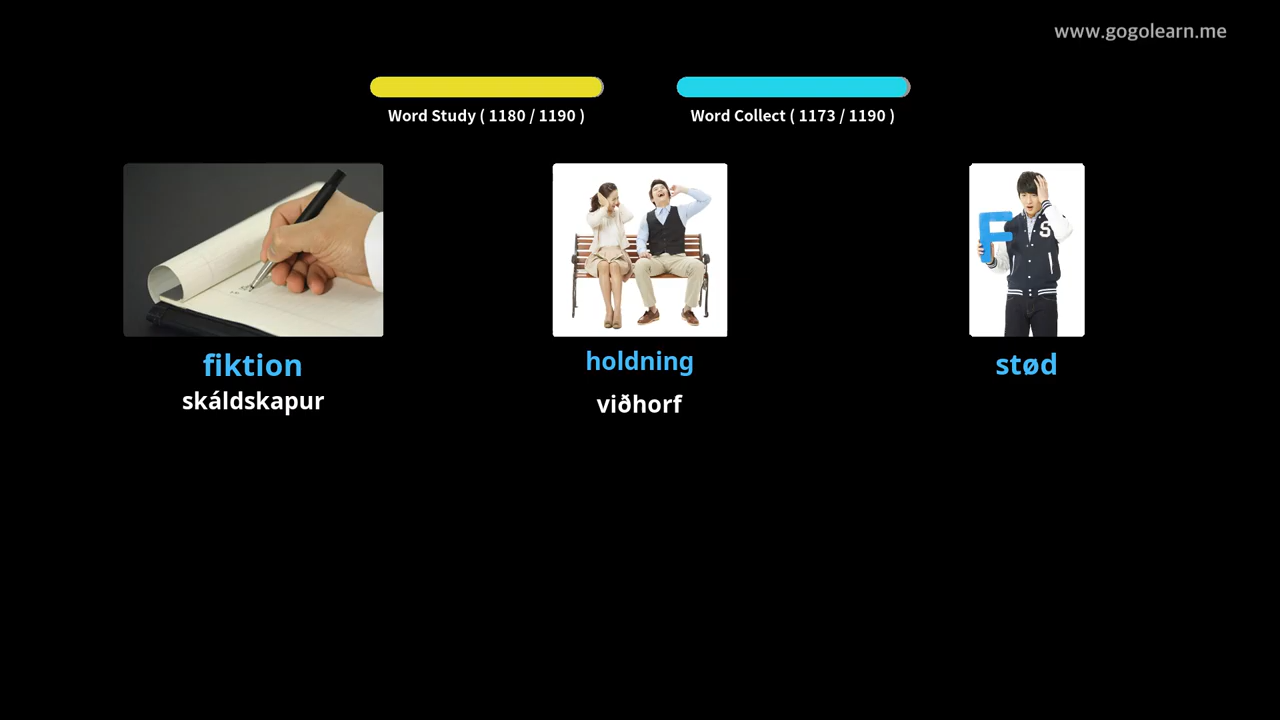 www.gogolearn.me
Word Study ( 1180 / 1190 )
Word Collect ( 1173 / 1190 )
F
S
fiktion
holdning
stød
skáldskapur
viðhorf